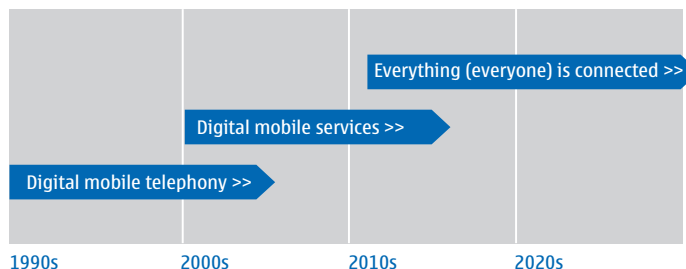 Everything (everyone) is connected >>
Digital mobile services >>
Digital mobile telephony >>
1990s 2000s 2010s 2020s